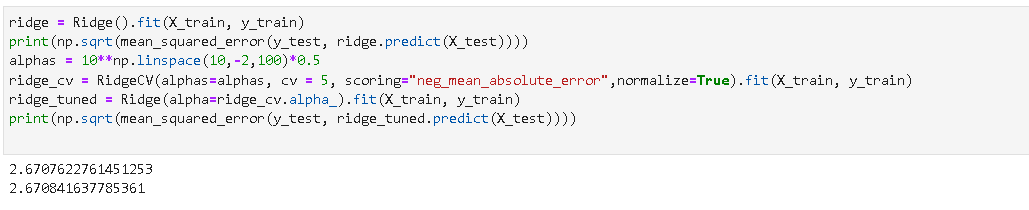 ridge = Ridge().fit(X_train, y_train)
print(np.sqrt(mean_squared_error(y_test, ridge.predict(X_test))))
alphas = 10**np.linspace(10,-2,100)*0.5
ridge_cv = RidgeCV(alphas=alphas, cv = 5, scoring="neg_mean_absolute_error",normalize=True).fit(X_train, y_train)
ridge_tuned = Ridge(alpha=ridge_cv.alpha_).fit(X_train, y_train)
print(np.sqrt(mean_squared_error(y_test, ridge_tuned.predict(X_test))))
2.6707622761451253
2.670841637785361